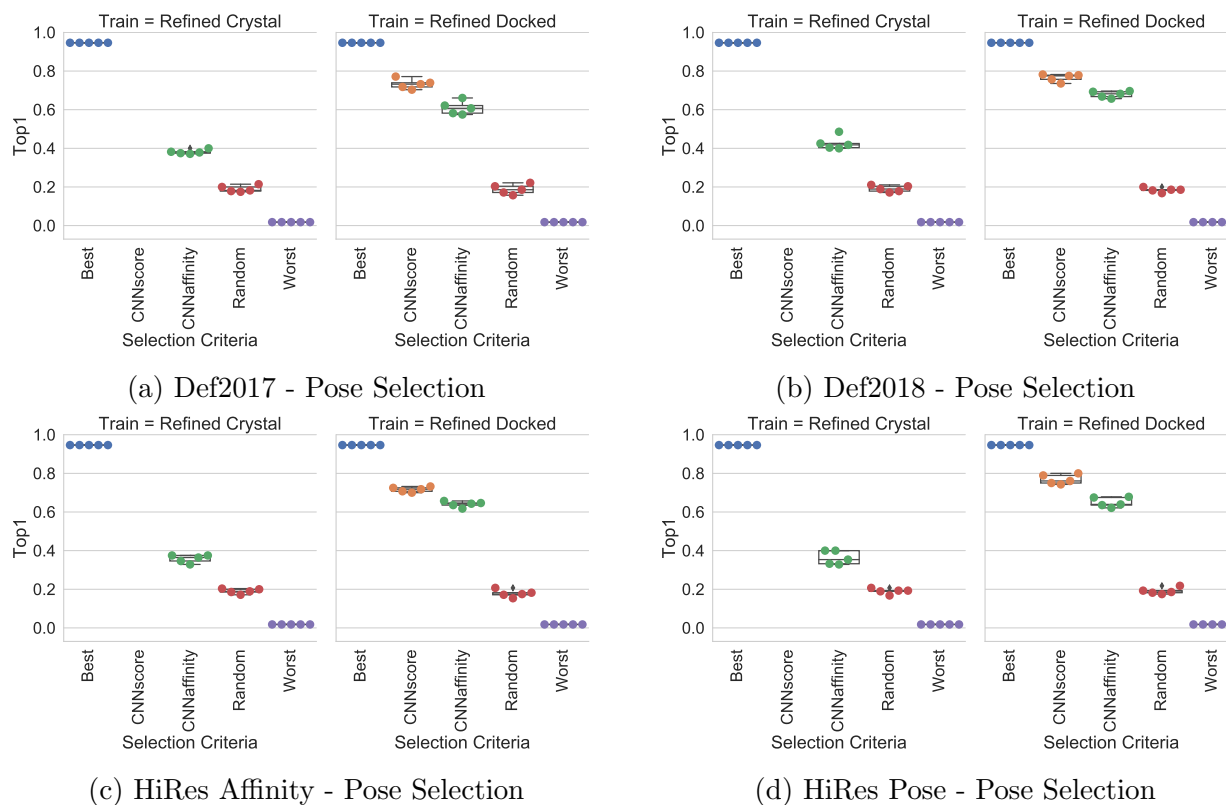 Train = Refined Crystal
Train = Refined Docked
1.0
0.8
0.6
0.4
0.2
0.0
Top1
Best
CNNscore
CNNaffinity
Random
Worst
Best
CNNscore
CNNaffinity
Random
Worst
Selection Criteria
Selection Criteria
(a) Def2017 - Pose Selection
Train = Refined Crystal
Train = Refined Docked
1.0
0.8
0.6
0.4
0.2
0.0
Top1
Best
CNNscore
CNNaffinity
Random
Worst
Best
CNNscore
CNNaffinity
Random
Worst
Selection Criteria
Selection Criteria
(b) Def2018 - Pose Selection
Train = Refined Crystal
Train = Refined Docked
1.0
0.8
0.6
0.4
0.2
0.0
Top1
Best
CNNscore
CNNaffinity
Random
Worst
Best
CNNscore
CNNaffinity
Random
Worst
Selection Criteria
Selection Criteria
(c) HiRes Affinity - Pose Selection
Train = Refined Crystal
Train = Refined Docked
1.0
0.8
0.6
0.4
0.2
0.0
Top1
Best
CNNscore
CNNaffinity
Random
Worst
Best
CNNscore
CNNaffinity
Random
Worst
Selection Criteria
Selection Criteria
(d) HiRes Pose - Pose Selection